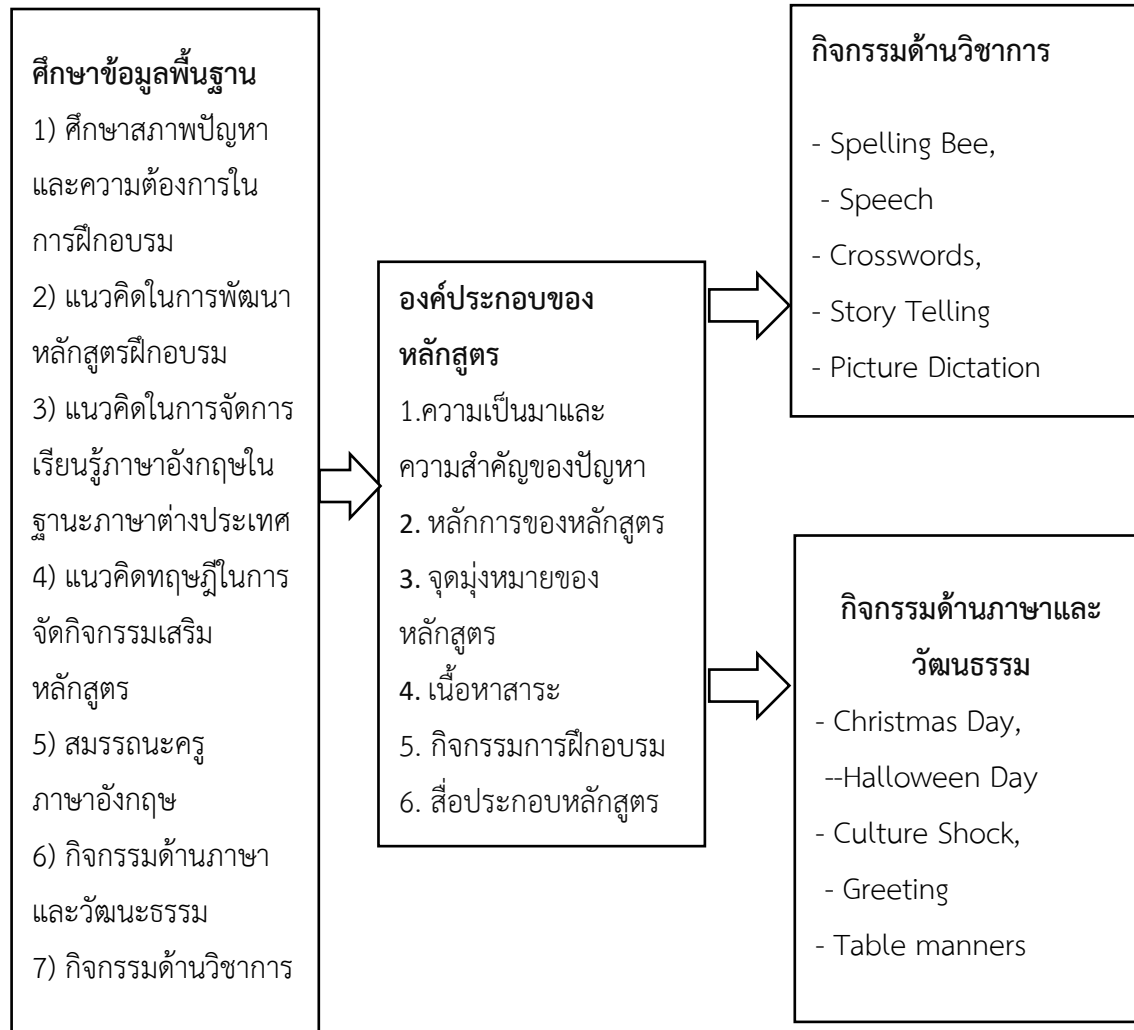 ศึกษาข้อมูลพื้นฐาน
1) ศึกษาสภาพปัญหา
และความต้องการใน
การฝึกอบรม
2) แนวคิดในการพัฒนา
หลักสูตรฝึกอบรม
3) แนวคิดในการจัดการ
เรียนรู้ภาษาอังกฤษใน
ฐานะภาษาต่างประเทศ
4) แนวคิดทฤษฎีในการ
จัดกิจกรรมเสริม
หลักสูตร
5) สมรรถนะครู
ภาษาอังกฤษ
6) กิจกรรมด้านภาษา
และวัฒนะธรรม
7) กิจกรรมด้านวิชาการ
องค์ประกอบของ
หลักสูตร
1.ความเป็นมาและ
ความสำคัญของปัญหา
2. หลักการของหลักสูตร
3. จุดมุ่งหมายของ
หลักสูตร
4. เนื้อหาสาระ
5. กิจกรรมการฝึกอบรม
6. สื่อประกอบหลักสูตร
กิจกรรมด้านวิชาการ
- Spelling Bee,
- Speech
- Crosswords,
- Story Telling
- Picture Dictation
กิจกรรมด้านภาษาและ
วัฒนธรรม
- Christmas Day,
--Halloween Day
- Culture Shock,
- Greeting
- Table manners